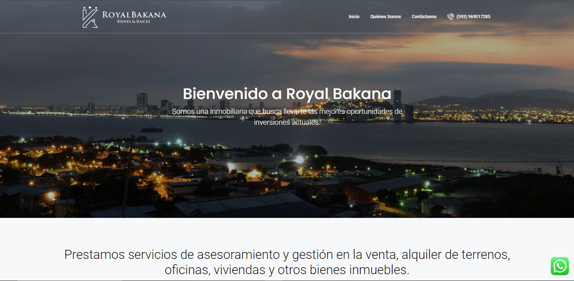 ROYALBAKANA
BIENES & RAICES
Inicio
Quiénes Somos
Contáctanos
(593) 969017285
Bienvenido a Royal Bakana
Somos una Inmobiliaria que busca llevarte las mejores oportunidades de
inversiones actuales.
Prestamos servicios de asesoramiento y gestión en la venta, alquiler de terrenos,
oficinas, viviendas y otros bienes inmuebles.